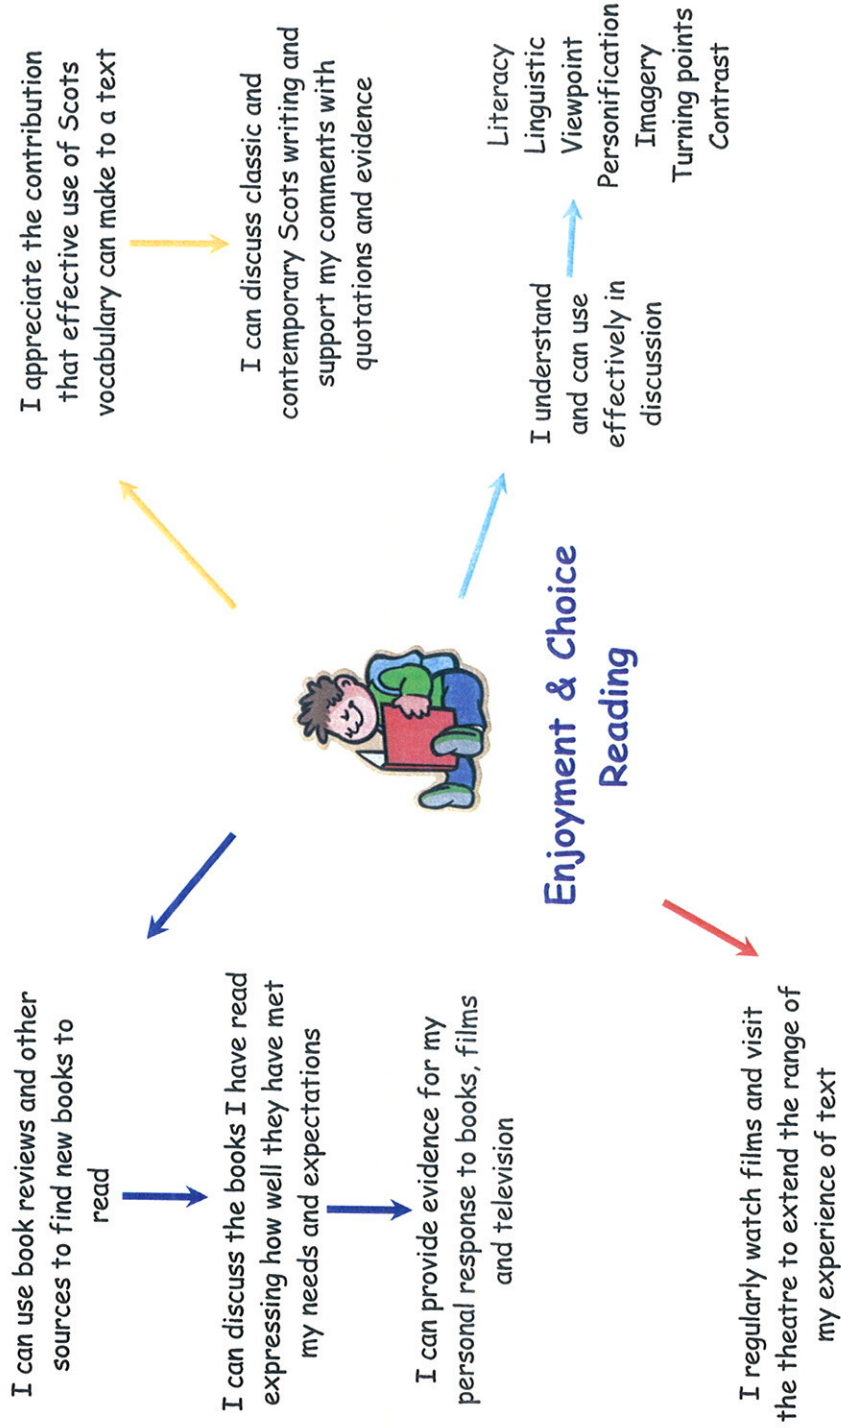 I can use book reviews and other
sources to find new books to
read
I can discuss the books I have read
expressing how well they have met
my needs and expectations
I can provide evidence for my
personal response to books, films
and television
I regularly watch films and visit
the theatre to extend the range of
my experience of text
Enjoyment & Choice
Reading
I appreciate the contribution
that effective use of Scots
vocabulary can make to a text
I can discuss classic and
contemporary Scots writing and
support my comments with
quotations and evidence
I understand
and can use
effectively in
discussion
Literacy
Linguistic
Viewpoint
Personification
Imagery
Turning points
Contrast